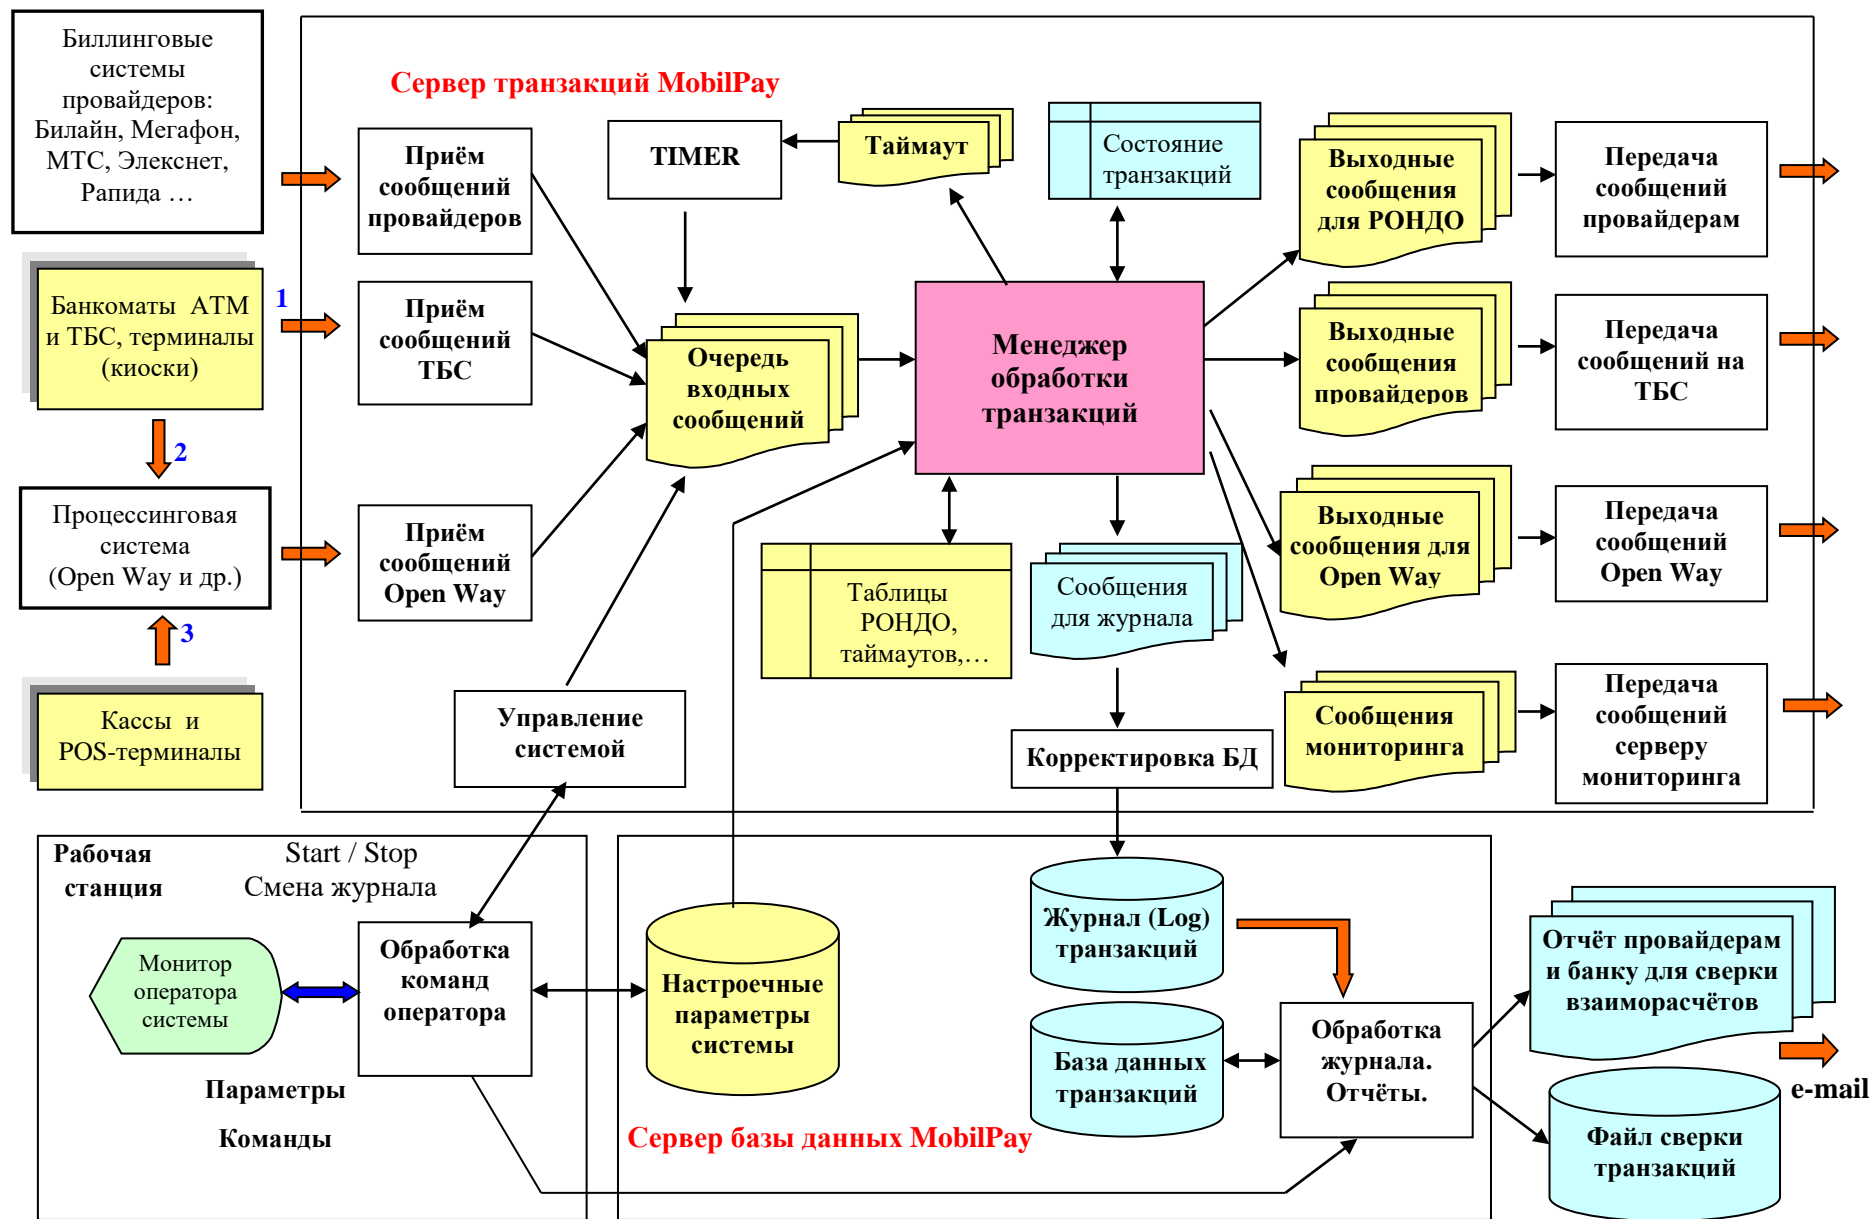 Биллинговые
системы
провайдеров:
Билайн, Мегафон,
МТС, Элекснет,
Рапида …
Сервер транзакций MobilPay
Приём
сообщений
провайдеров
TIMER
Таймаут
Состояние
транзакций
Выходные
сообщения
для РОНДО
Передача
сообщений
провайдерам
Банкоматы АТМ
и ТБС, терминалы
(киоски)
1
Приём
сообщений
ТБС
Очередь
входных
сообщений
Менеджер
обработки
транзакций
Выходные
сообщения
провайдеров
Передача
сообщений на
ТБС
2
Процессинговая
система
(Open Way и др.)
Приём
сообщений
Open Way
Выходные
сообщения для
Open Way
Передача
сообщений
Open Way
3
Таблицы
РОНДО,
таймаутов,…
Сообщения
для журнала
Кассы и
POS-терминалы
Управление
системой
Корректировка БД
Сообщения
мониторинга
Передача
сообщений
серверу
мониторинга
Рабочая
станция
Start / Stop
Смена журнала
Монитор
оператора
системы
Обработка
команд
оператора
Настроечные
параметры
системы
Журнал (Log)
транзакций
База данных
транзакций
Обработка
журнала.
Отчёты.
Отчёт провайдерам
и банку для сверки
взаиморасчётов
e-mail
Параметры
Команды
Сервер базы данных MobilPay
Файл сверки
транзакций